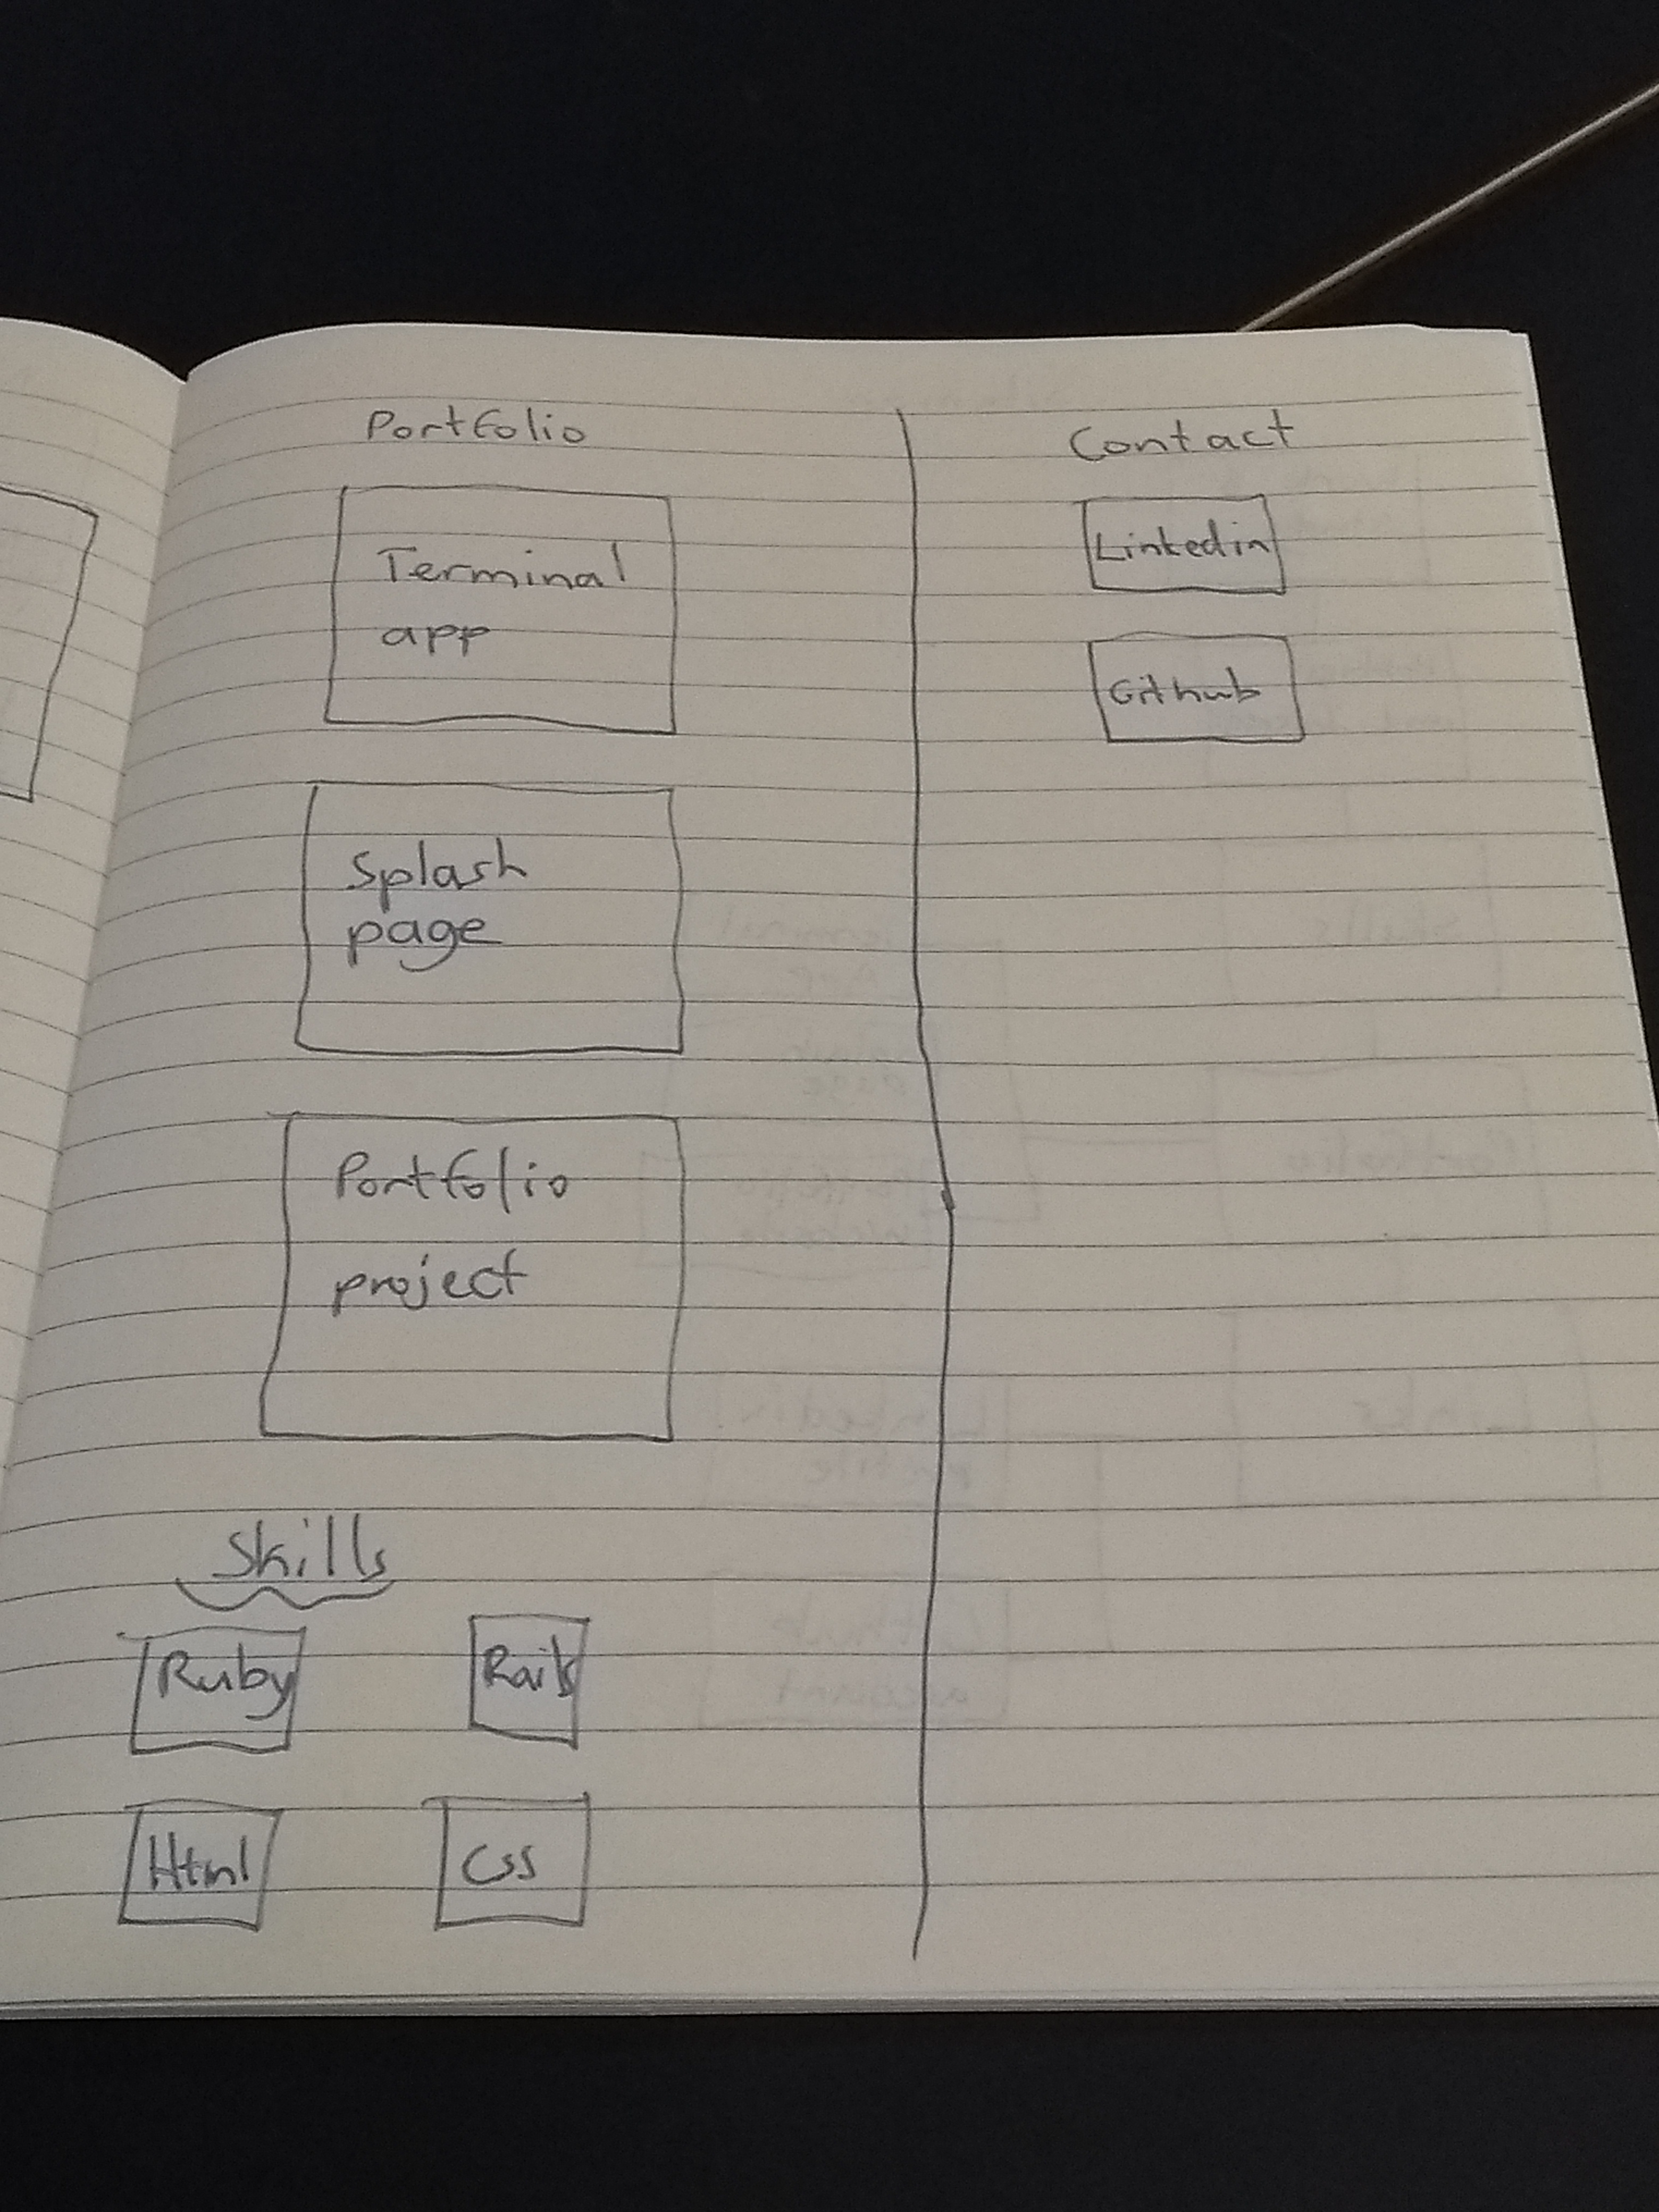 Portfolio
Terminal
app
Splash
page
Portfolio
project
Skills
Ruby
Rails
Html
Css
Contact
Linkedin
Github